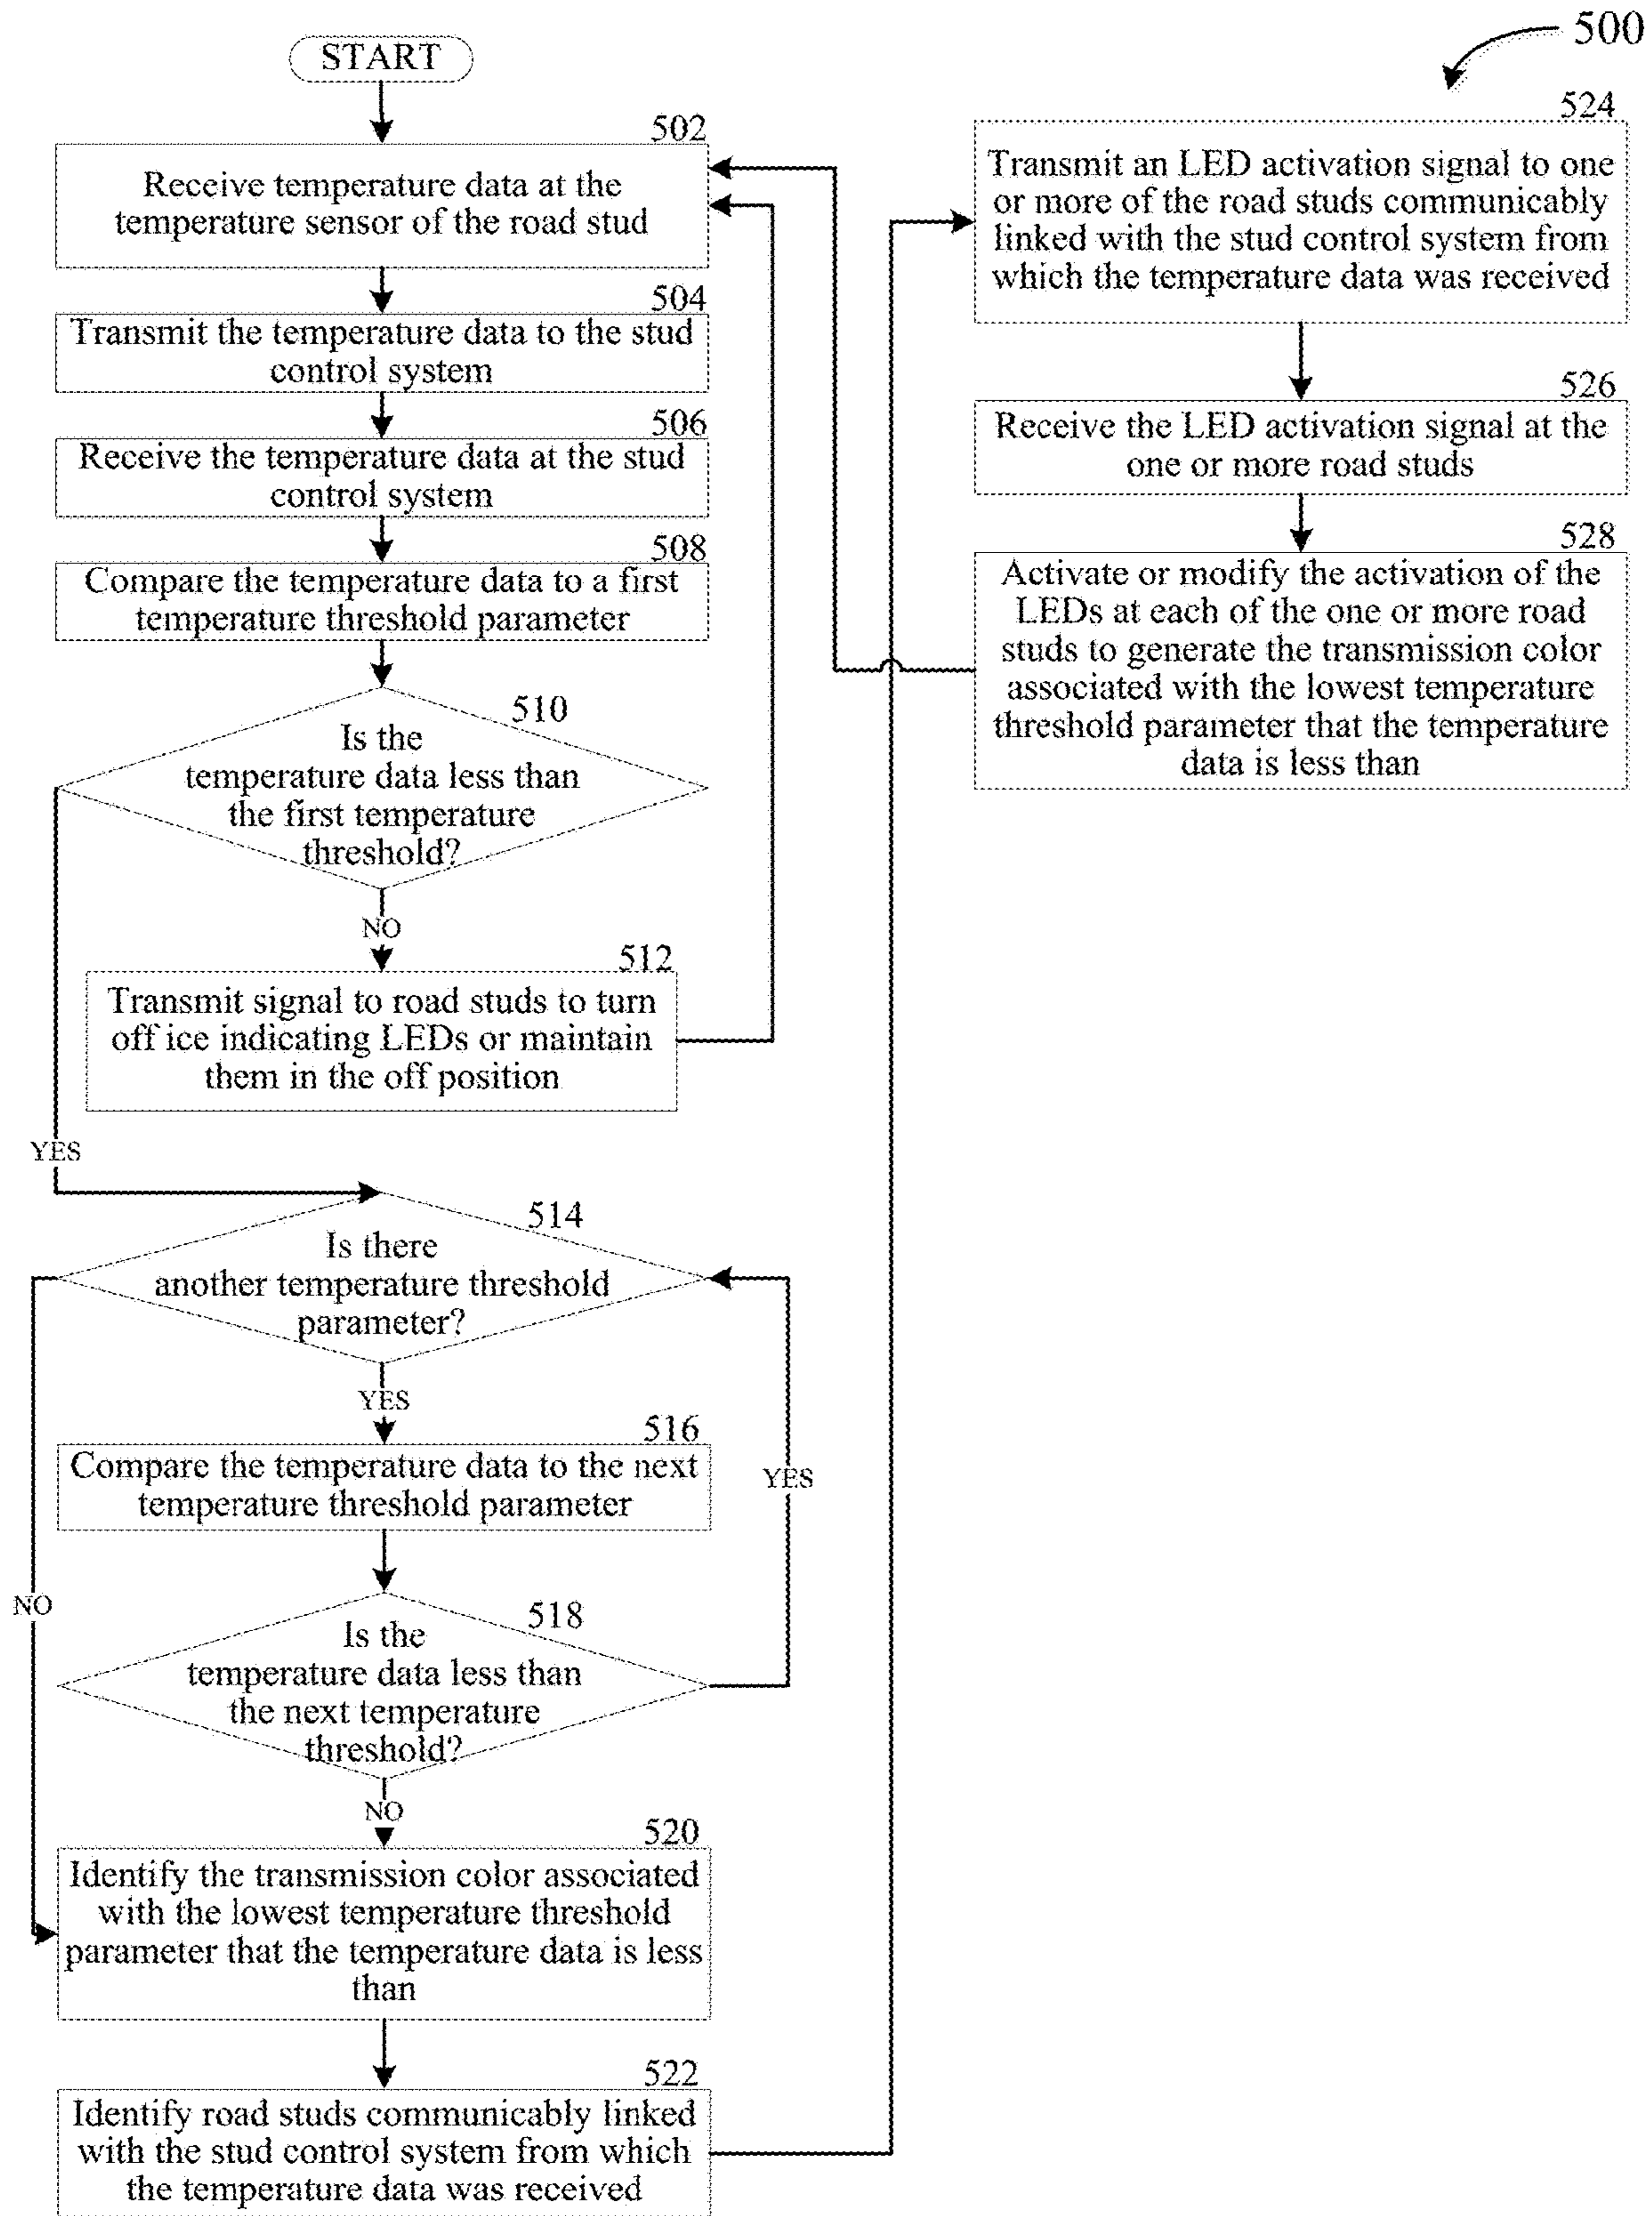 500
START
502
Receive temperature data at the
temperature sensor of the road stud
504
Transmit the temperature data to the stud
control system
506
Receive the temperature data at the stud
control system
508
Compare the temperature data to a first
temperature threshold parameter
510
Is the
temperature data less than
the first temperature
threshold?
NO
512
Transmit signal to road studs to turn
off ice indicating LEDs or maintain
them in the off position
YES
514
Is there
another temperature threshold
parameter?
YES
516
Compare the temperature data to the next
temperature threshold parameter
YES
NO
518
Is the
temperature data less than
the next temperature
threshold?
NO
520
Identify the transmission color associated
with the lowest temperature threshold
parameter that the temperature data is less
than
522
Identify road studs communicably linked
with the stud control system from which
the temperature data was received
524
Transmit an LED activation signal to one
or more of the road studs communicably
linked with the stud control system from
which the temperature data was received
526
Receive the LED activation signal at the
one or more road studs
528
Activate or modify the activation of the
LEDs at each of the one or more road
studs to generate the transmission color
associated with the lowest temperature
threshold parameter that the temperature
data is less than